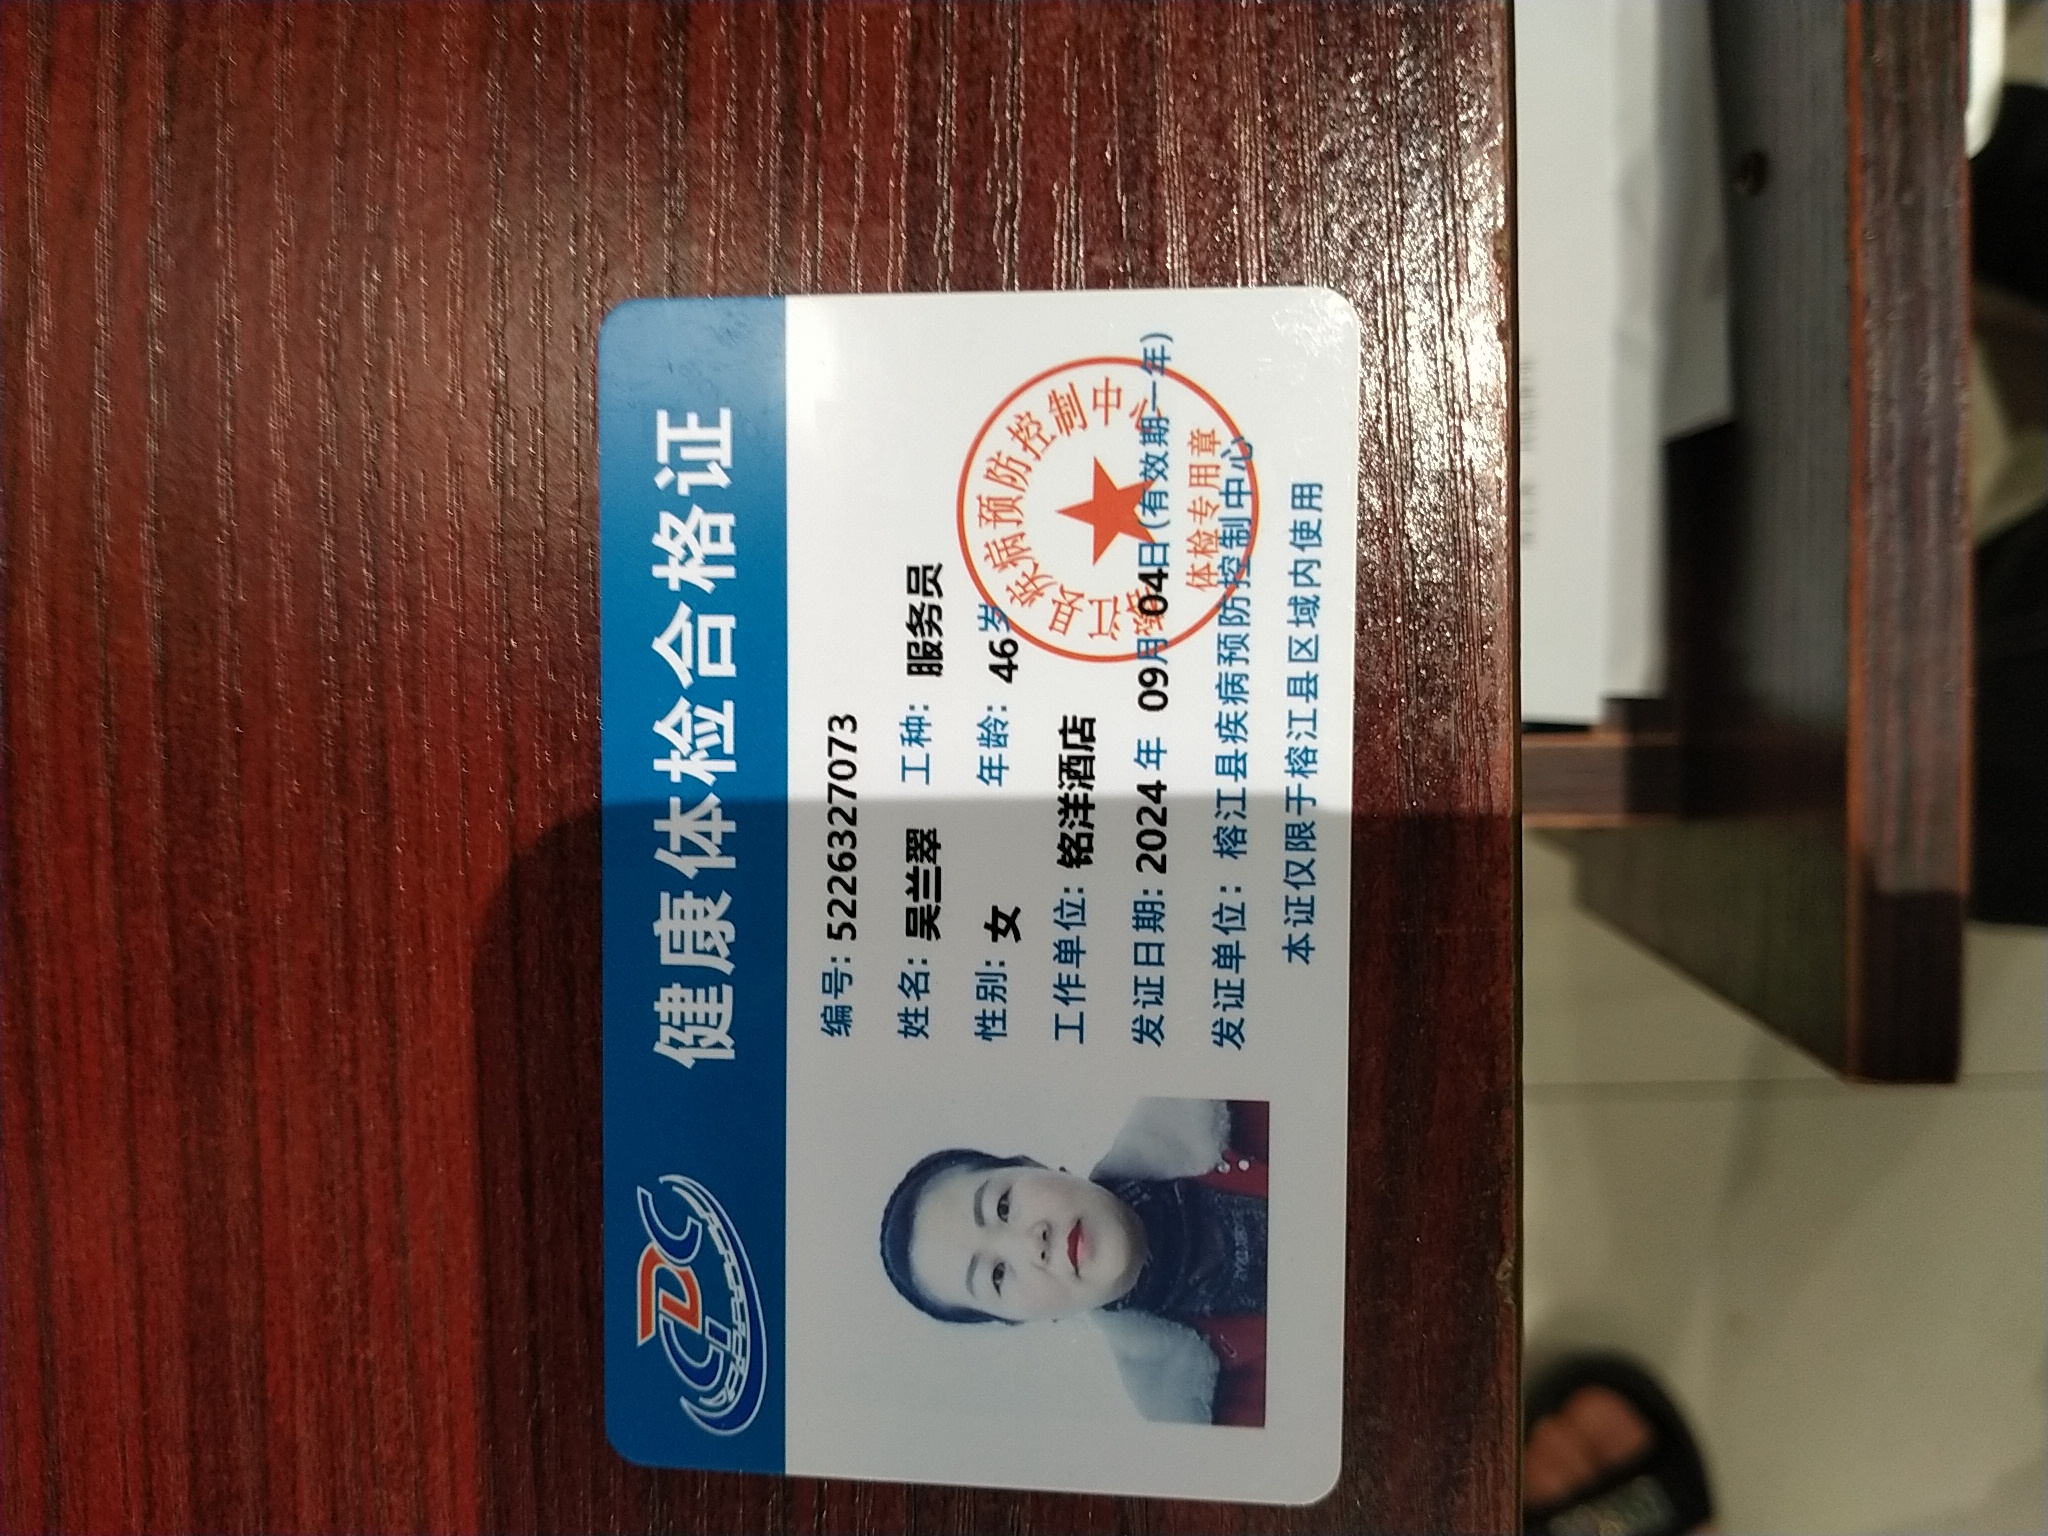 CDC
健康体检合格证
编号: 5226327073
姓名: 吴兰翠 工种: 服务员
性别: 女 年龄: 46岁
工作单位: 铭洋酒店
发证日期: 2024 年 09月 04日(有效期一年)
发证单位: 榕江县疾病预防控制中心
本证仅限于榕江县区域内使用
榕江县疾病预防控制中心
体检专用章